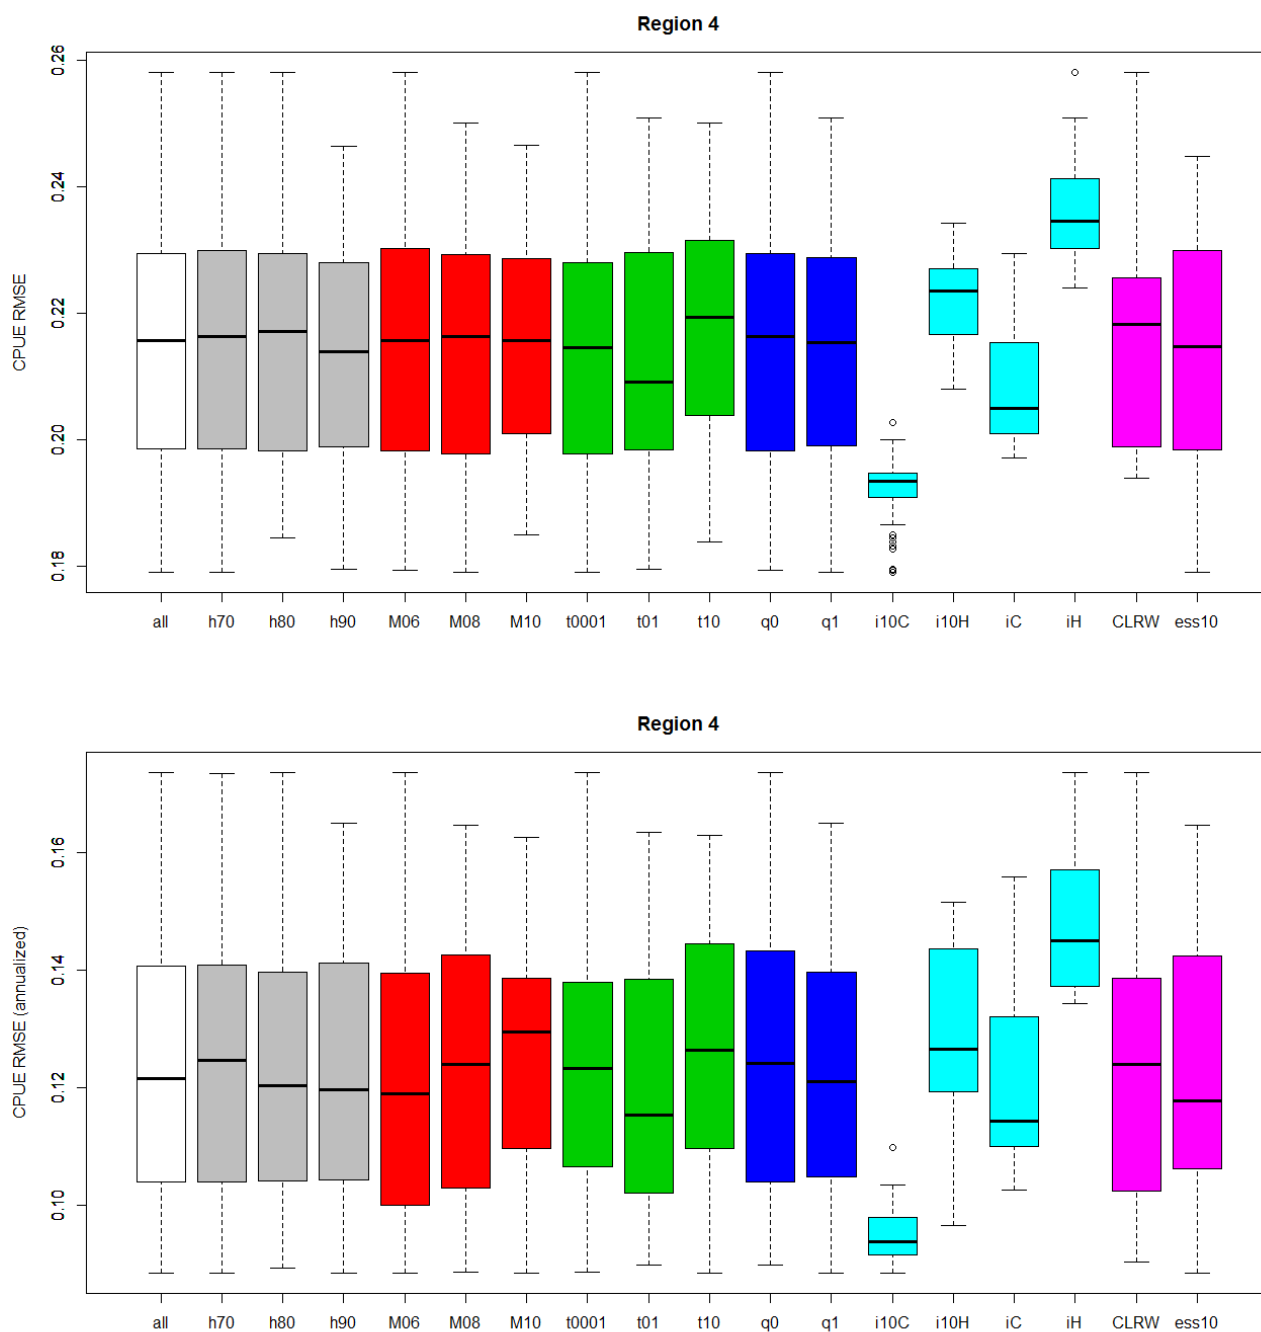 Region 4
CPUE RMSE
0.26
0.24
0.22
0.20
0.18
all h70 h80 h90 M06 M08 M10 t0001 t01 t10 q0 q1 i10C i10H iC iH CLRW ess10
Region 4
CPUE RMSE (annualized)
0.16
0.14
0.12
0.10
all h70 h80 h90 M06 M08 M10 t0001 t01 t10 q0 q1 i10C i10H iC iH CLRW ess10